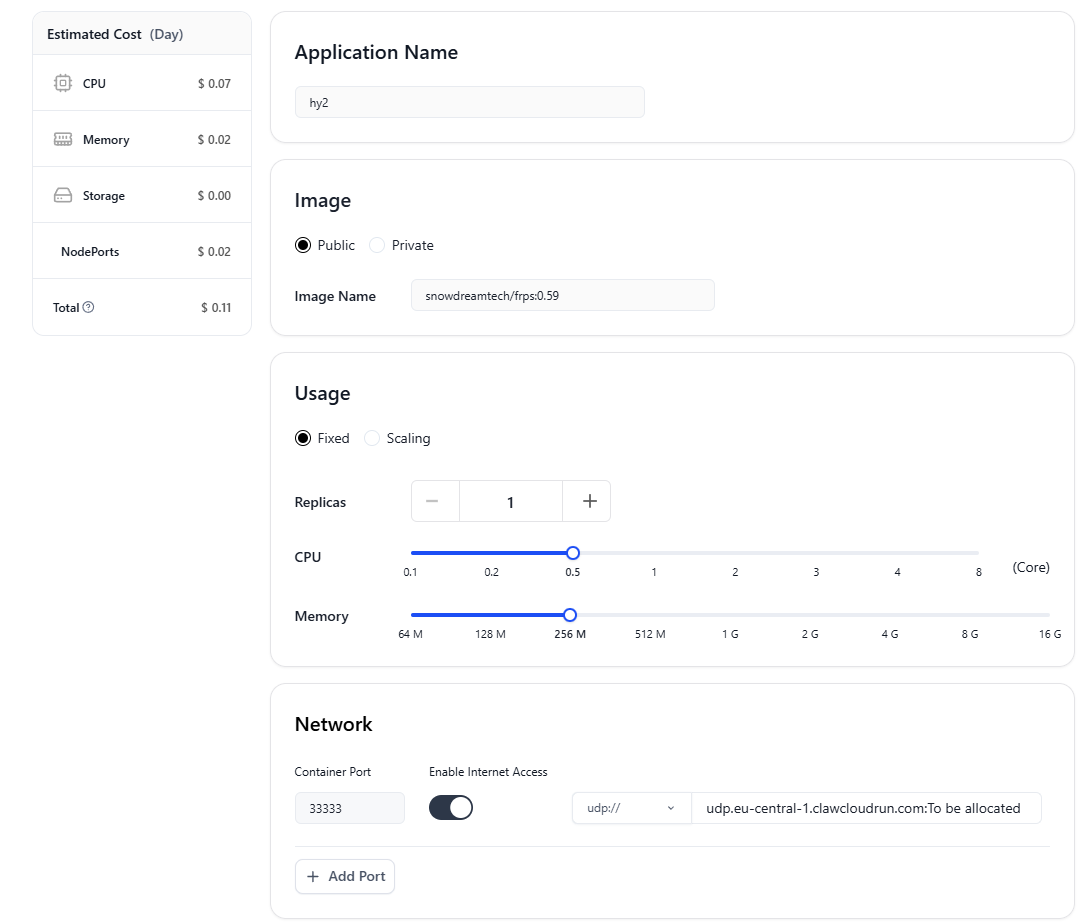 Estimated Cost (Day)
CPU $ 0.07
Memory $ 0.02
Storage $ 0.00
NodePorts $ 0.02
Total $ 0.11
Application Name
hy2
Image
Public Private
Image Name snowdreamtech/frps:0.59
Usage
Fixed Scaling
Replicas 1
CPU
0.1 0.2 0.5 1 2 3 4 8 (Core)
Memory
64 M 128 M 256 M 512 M 1 G 2 G 4 G 8 G 16 G
Network
Container Port Enable Internet Access
33333 udp:// udp.eu-central-1.clawcloudrun.com:To be allocated
+ Add Port